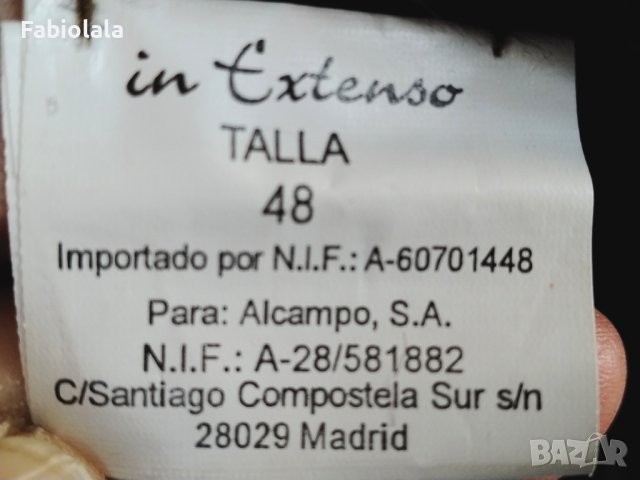 Fabiolala
in Extenso
TALLA
48
Importado por N.I.F.: A-60701448
Para: Alcampo, S.A.
N.I.F.: A-28/581882
C/Santiago Compostela Sur s/n
28029 Madrid
BAZAR